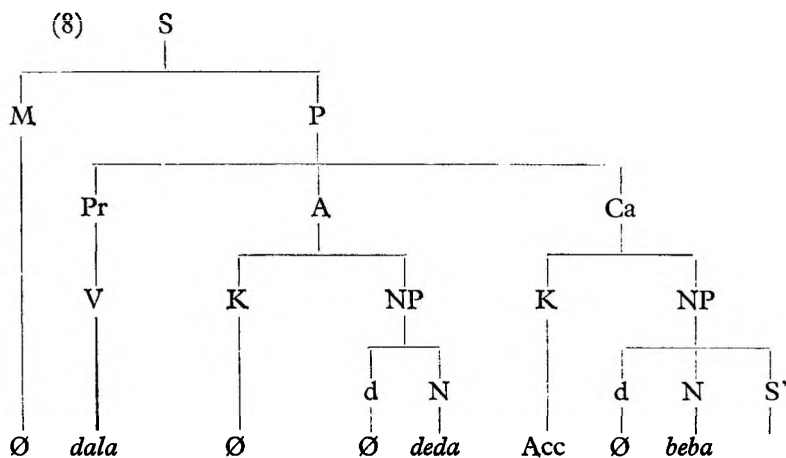 (8) S
M P
Pr A Ca
V K NP K NP
d N d N S'
Ø dala Ø Ø deda Acc Ø beba